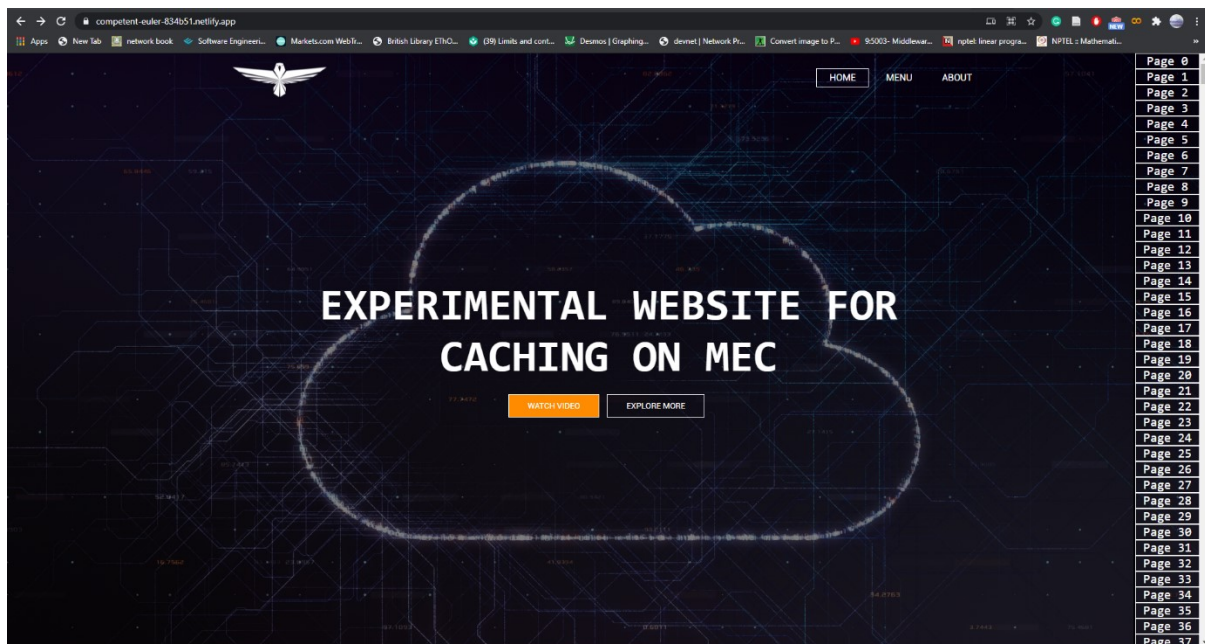 competent-euler-834b51.netlify.app
Apps New Tab network book Software Engineeri... Markets.com WebTr... British Library EThO... (39) Limits and cont... Desmos | Graphing... devnet | Network Pr... Convert image to P... 9:5003- Middlewar... nptel: linear progra... NPTEL :: Mathemati... »
NEW
HOME MENU ABOUT
EXPERIMENTAL WEBSITE FOR
CACHING ON MEC
WATCH VIDEO EXPLORE MORE
Page 0
Page 1
Page 2
Page 3
Page 4
Page 5
Page 6
Page 7
Page 8
Page 9
Page 10
Page 11
Page 12
Page 13
Page 14
Page 15
Page 16
Page 17
Page 18
Page 19
Page 20
Page 21
Page 22
Page 23
Page 24
Page 25
Page 26
Page 27
Page 28
Page 29
Page 30
Page 31
Page 32
Page 33
Page 34
Page 35
Page 36
Page 37